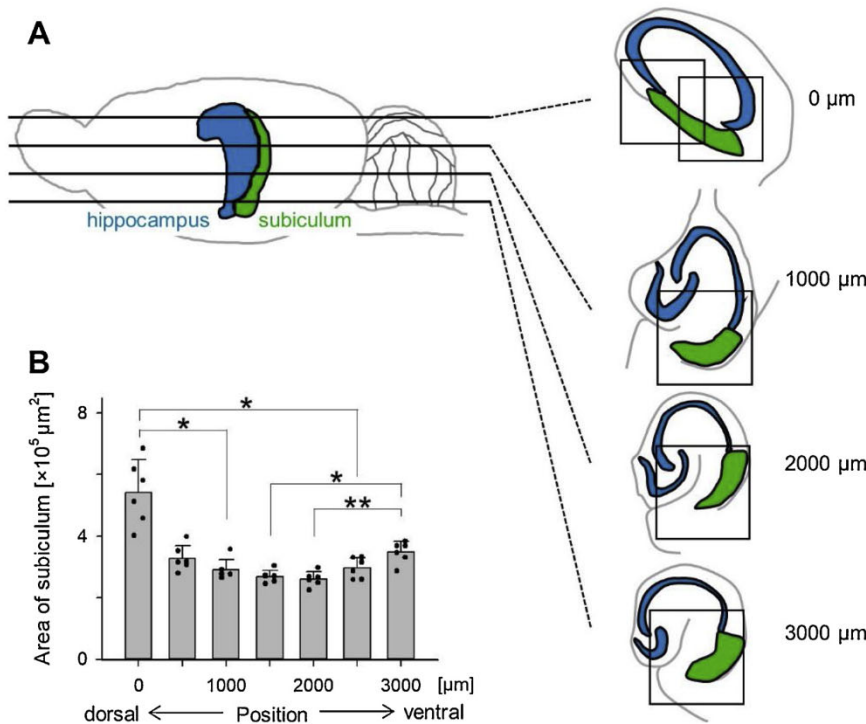 A
hippocampus
subiculum
0 µm
1000 µm
2000 µm
3000 µm
B
Area of subiculum [×10⁵ µm²]
8
4
0
*
*
*
**
0 1000 2000 3000 [µm]
dorsal Position ventral